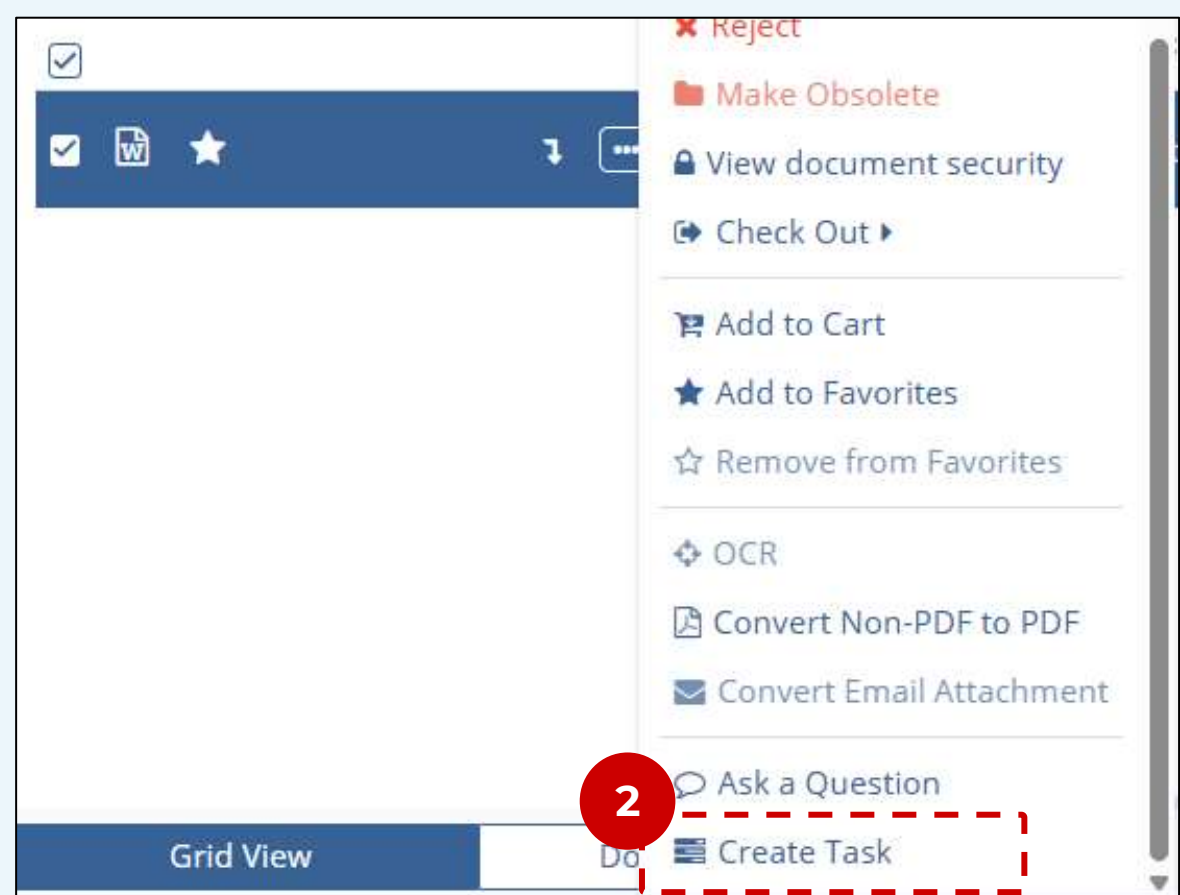 Reject
Make Obsolete
View document security
Check Out
Add to Cart
Add to Favorites
Remove from Favorites
OCR
Convert Non-PDF to PDF
Convert Email Attachment
Ask a Question
2
Create Task
Grid View